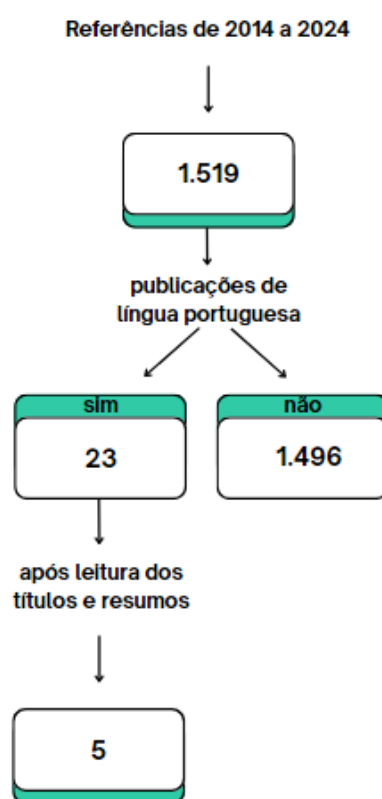 Referências de 2014 a 2024
1.519
publicações de
língua portuguesa
sim
não
23
1.496
após leitura dos
títulos e resumos
5